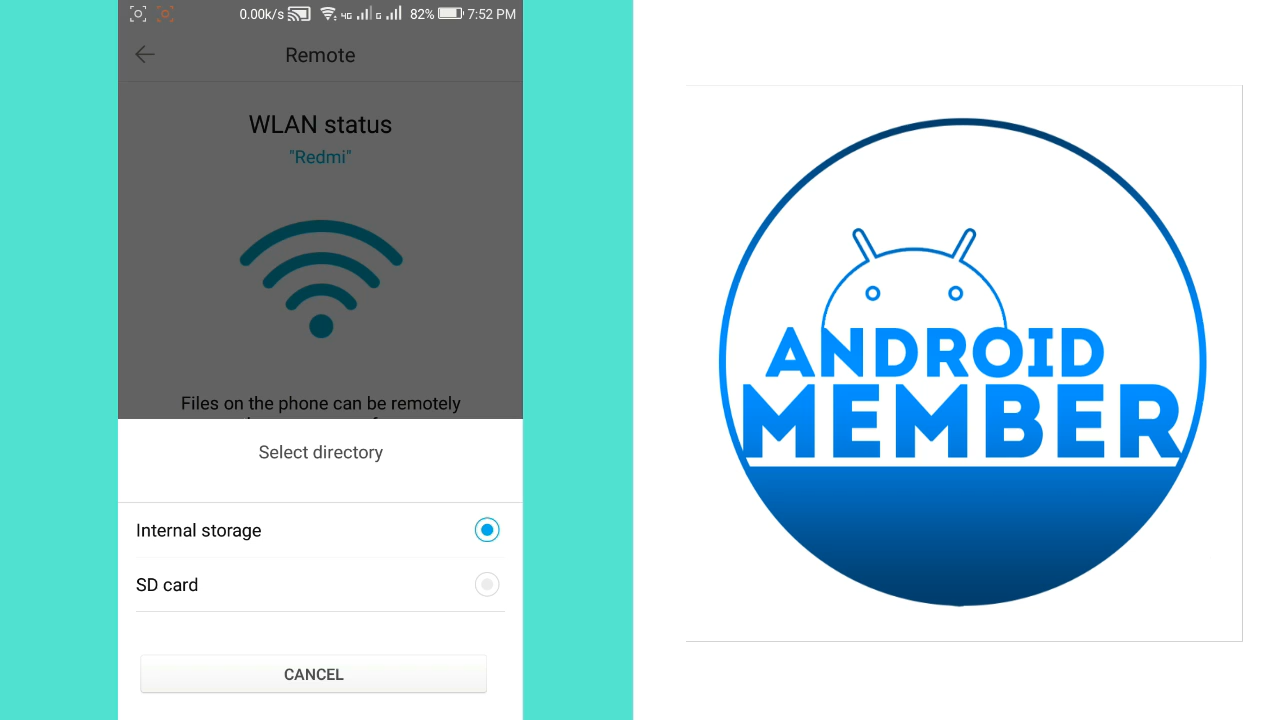 0.00k/s 4G G 82% 7:52 PM
Remote
WLAN status
"Redmi"
Files on the phone can be remotely
Select directory
Internal storage
SD card
CANCEL
ANDROID
MEMBER